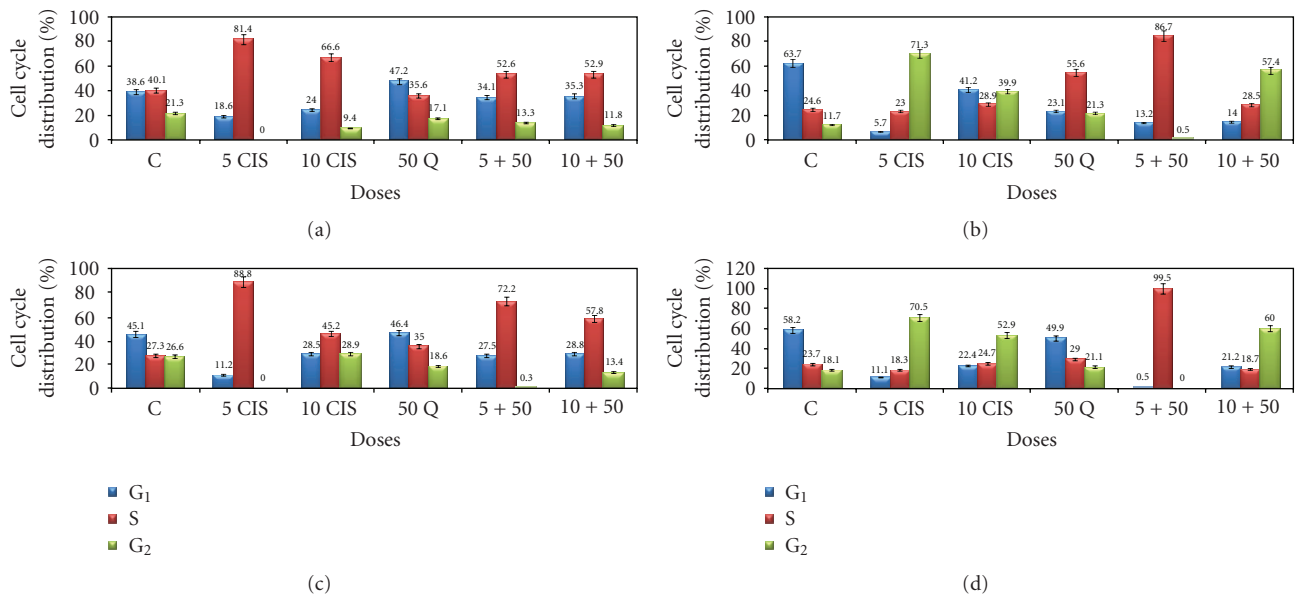 Cell cycle
distribution (%)
100
80
60
40
20
0
38.6 40.1 21.3
18.6 81.4 0
24 66.6 9.4
47.2 35.6 17.1
34.1 52.6 13.3
35.3 52.9 11.8
C 5 CIS 10 CIS 50 Q 5 + 50 10 + 50
Doses
(a)
Cell cycle
distribution (%)
100
80
60
40
20
0
63.7 24.6 11.7
5.7 23 71.3
41.2 28.9 39.9
23.1 55.6 21.3
13.2 86.7 0.5
14 28.5 57.4
C 5 CIS 10 CIS 50 Q 5 + 50 10 + 50
Doses
(b)
Cell cycle
distribution (%)
100
80
60
40
20
0
45.1 27.3 26.6
11.2 88.8 0
28.5 45.2 28.9
46.4 35 18.6
27.5 72.2 0.3
28.8 57.8 13.4
C 5 CIS 10 CIS 50 Q 5 + 50 10 + 50
Doses
G1
S
G2
(c)
Cell cycle
distribution (%)
120
100
80
60
40
20
0
58.2 23.7 18.1
11.1 18.3 70.5
22.4 24.7 52.9
49.9 29 21.1
0.5 99.5 0
21.2 18.7 60
C 5 CIS 10 CIS 50 Q 5 + 50 10 + 50
Doses
G1
S
G2
(d)